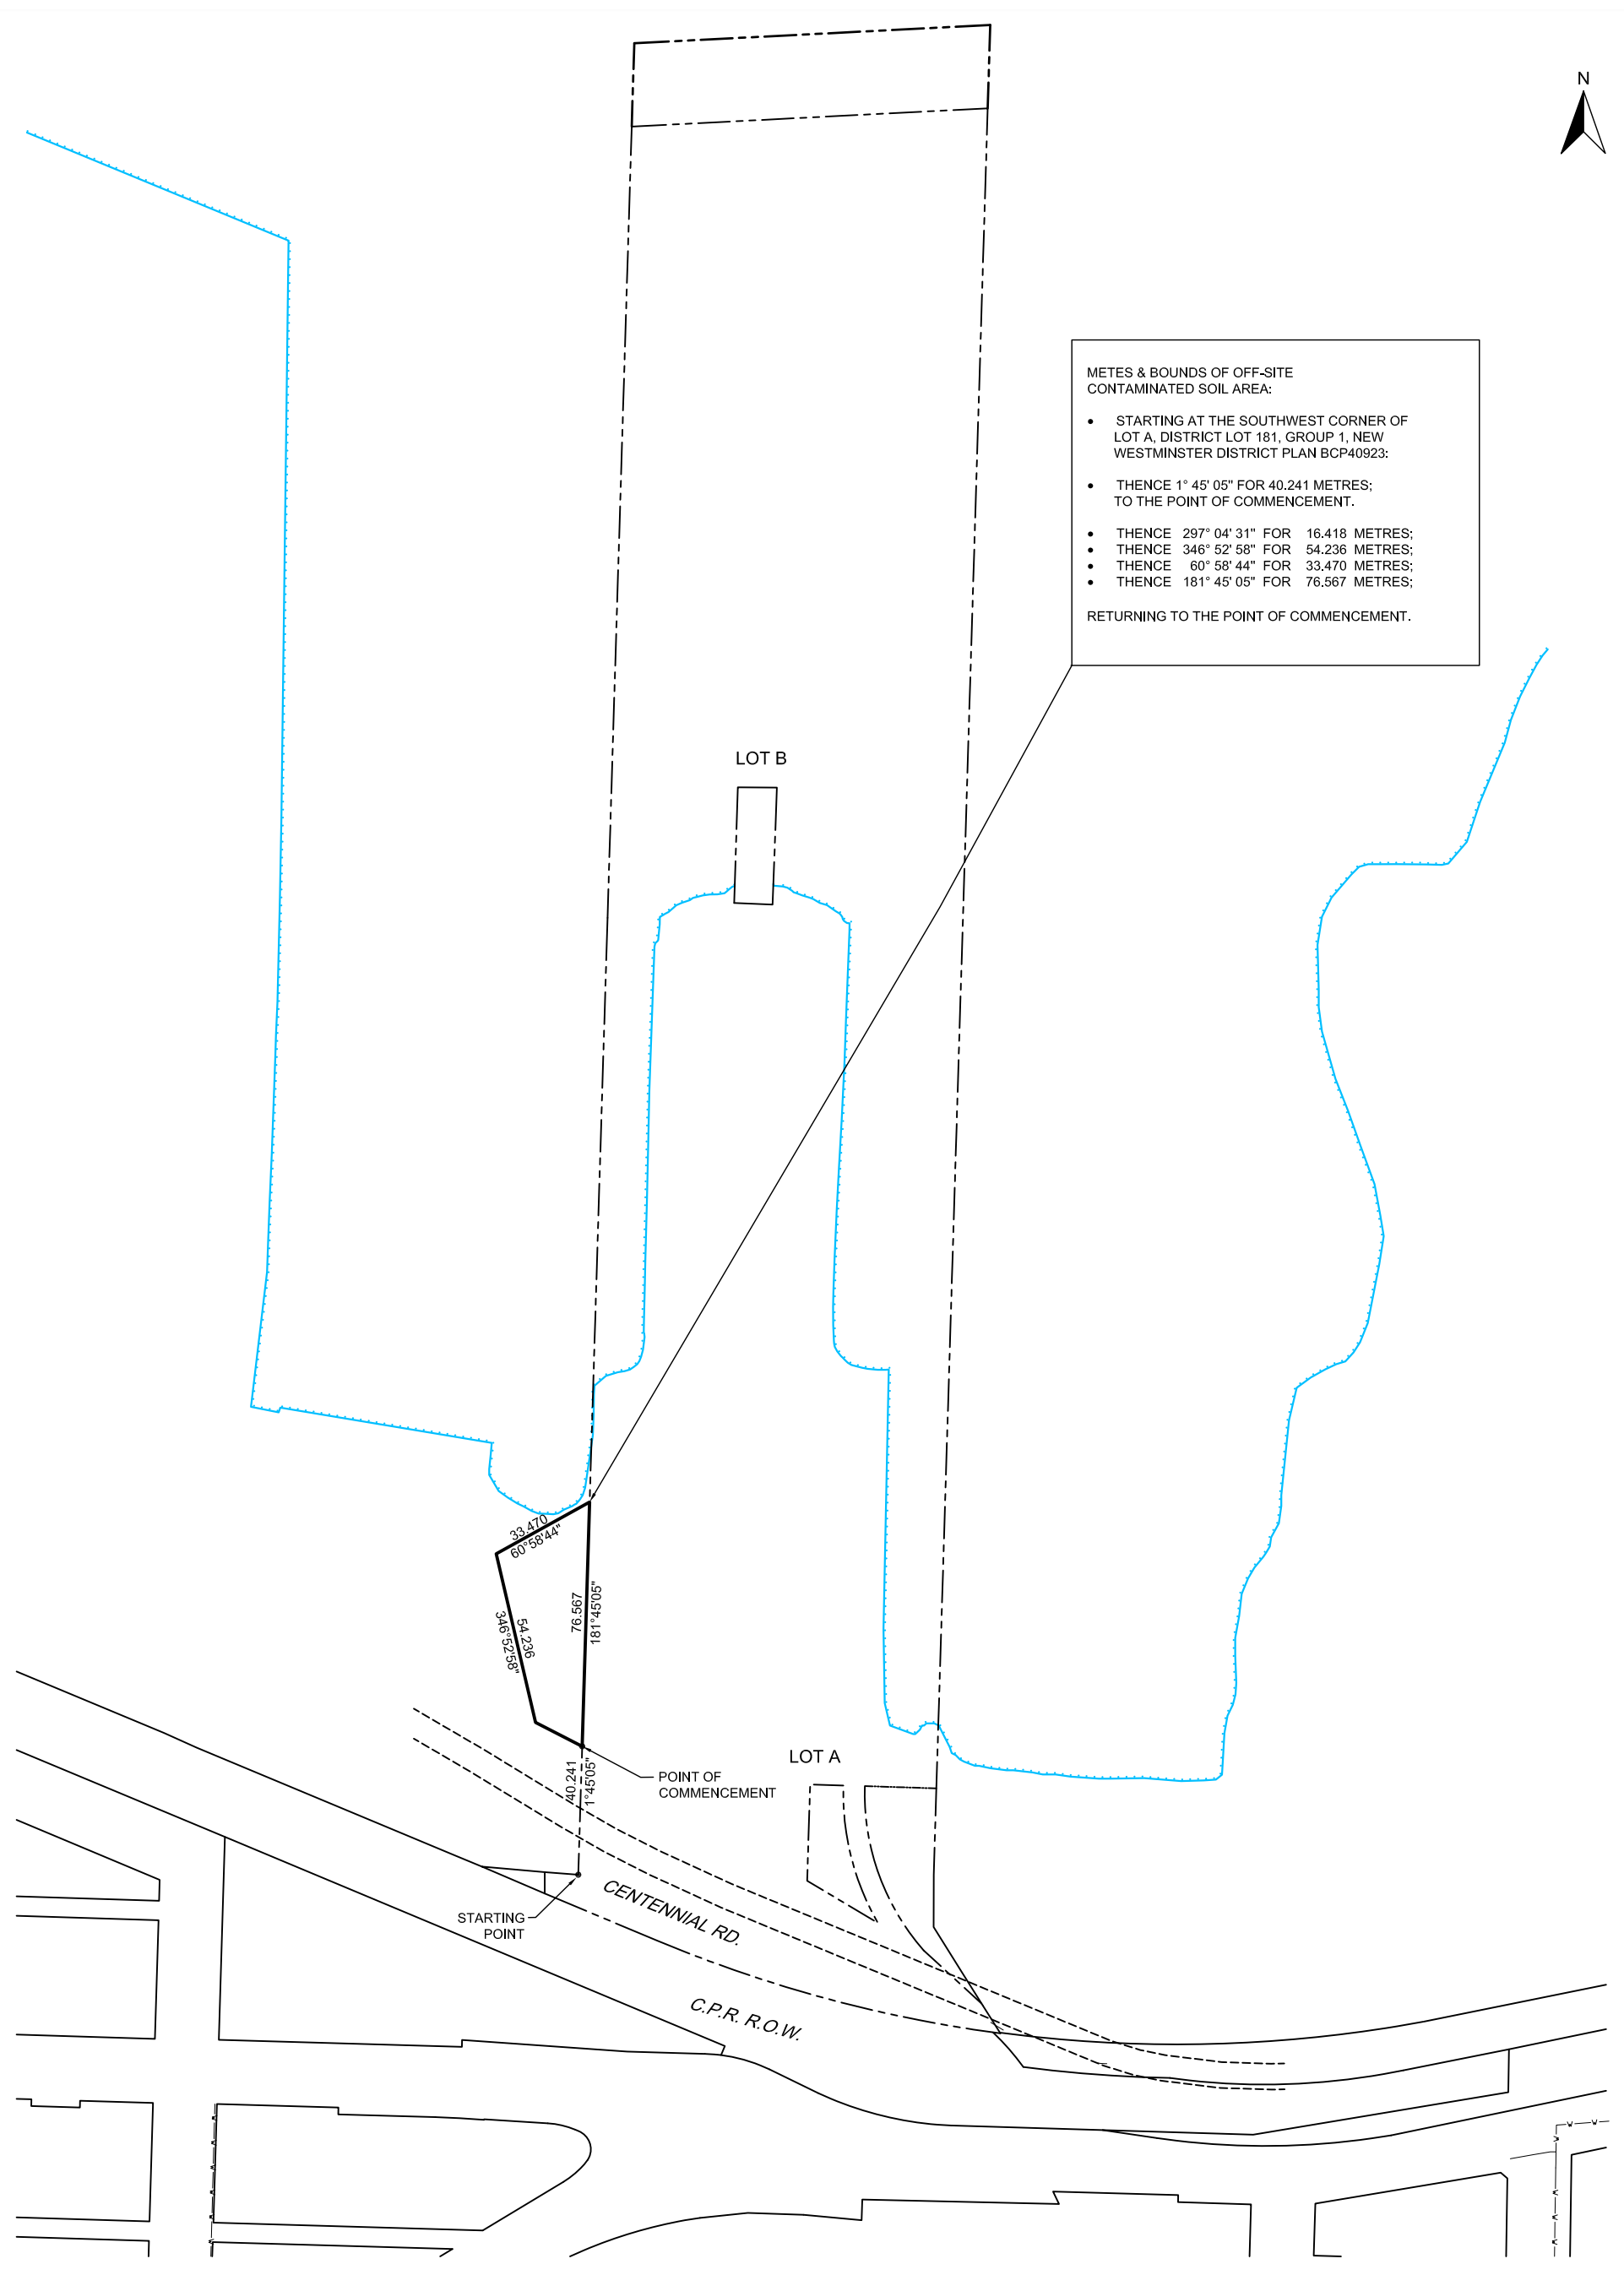 N
METES & BOUNDS OF OFF-SITE
CONTAMINATED SOIL AREA:
• STARTING AT THE SOUTHWEST CORNER OF
LOT A, DISTRICT LOT 181, GROUP 1, NEW
WESTMINSTER DISTRICT PLAN BCP40923:
• THENCE 1° 45' 05" FOR 40.241 METRES;
TO THE POINT OF COMMENCEMENT.
• THENCE 297° 04' 31" FOR 16.418 METRES;
• THENCE 346° 52' 58" FOR 54.236 METRES;
• THENCE 60° 58' 44" FOR 33.470 METRES;
• THENCE 181° 45' 05" FOR 76.567 METRES;
RETURNING TO THE POINT OF COMMENCEMENT.
LOT B
33.470
60°58'44"
76.567
181°45'05"
54.236
346°52'58"
40.241
1°45'05"
POINT OF
COMMENCEMENT
LOT A
STARTING
POINT
CENTENNIAL RD.
C.P.R. R.O.W.